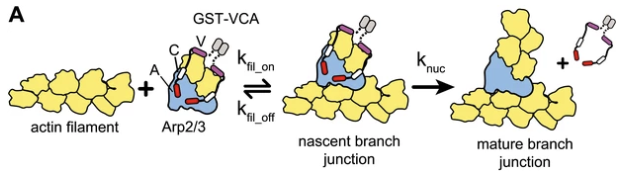 A
GST-VCA
V
C
A
k_fil_on
+
k_fil_off
k_nuc
+
actin filament
Arp2/3
nascent branch
junction
mature branch
junction